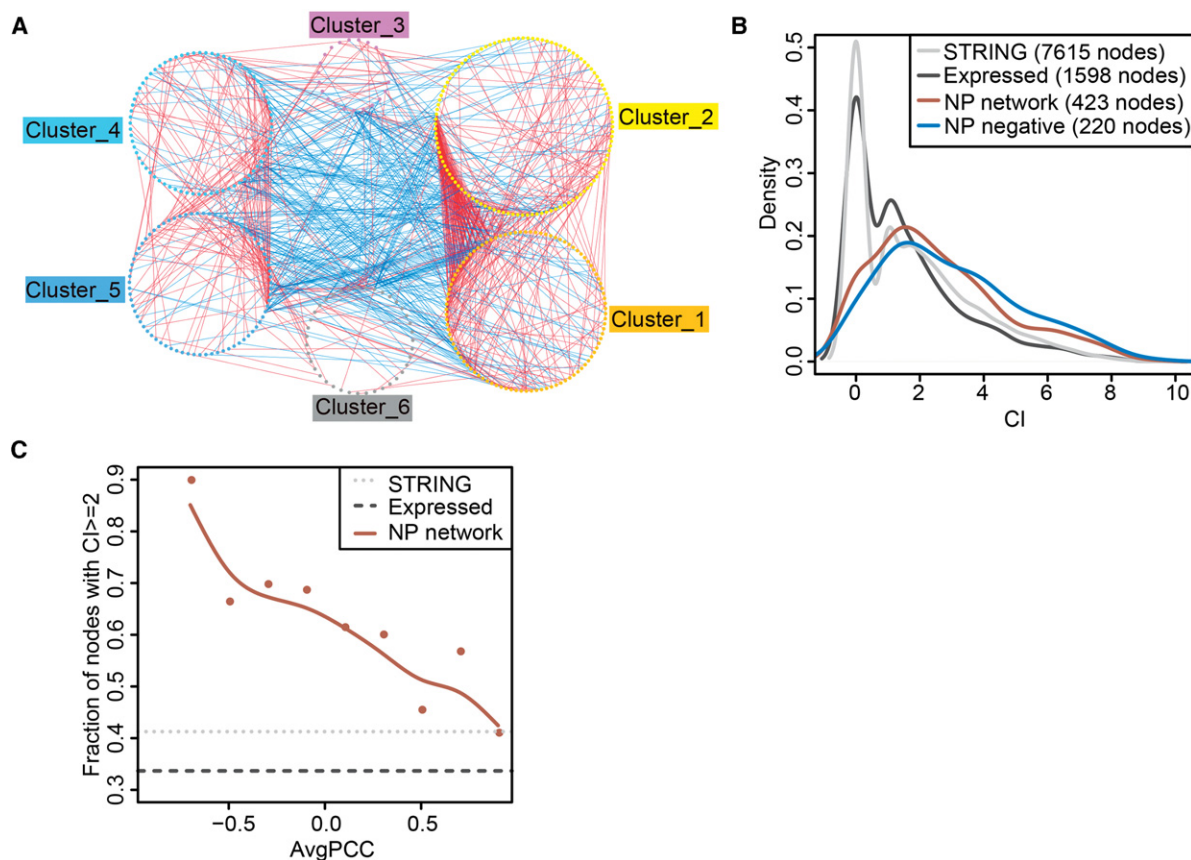 A
Cluster_3
Cluster_4
Cluster_2
Cluster_5
Cluster_1
Cluster_6
B
STRING (7615 nodes)
Expressed (1598 nodes)
NP network (423 nodes)
NP negative (220 nodes)
Density
0.5
0.4
0.3
0.2
0.1
0.0
0 2 4 6 8 10
CI
C
STRING
Expressed
NP network
Fraction of nodes with CI>=2
0.9
0.8
0.7
0.6
0.5
0.4
0.3
−0.5 0.0 0.5
AvgPCC